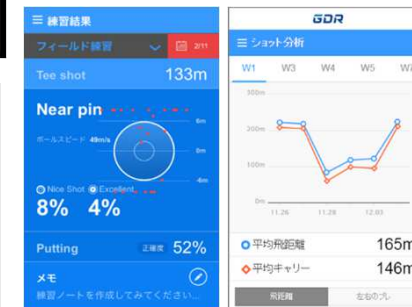 練習結果
フィールド練習
2/11
Tee shot
133m
Near pin
6m
ボールスピード 49m/s
0m
-6m
Nice Shot
Excellent
8%
4%
Putting
正確度
52%
メモ
練習ノートを作成してみてください...
GDR
ショット分析
W1
W3
W4
W5
W7
300m
200m
100m
0m
11.26
11.28
12.03
平均飛距離
165m
平均キャリー
146m
飛距離
左右のブレ